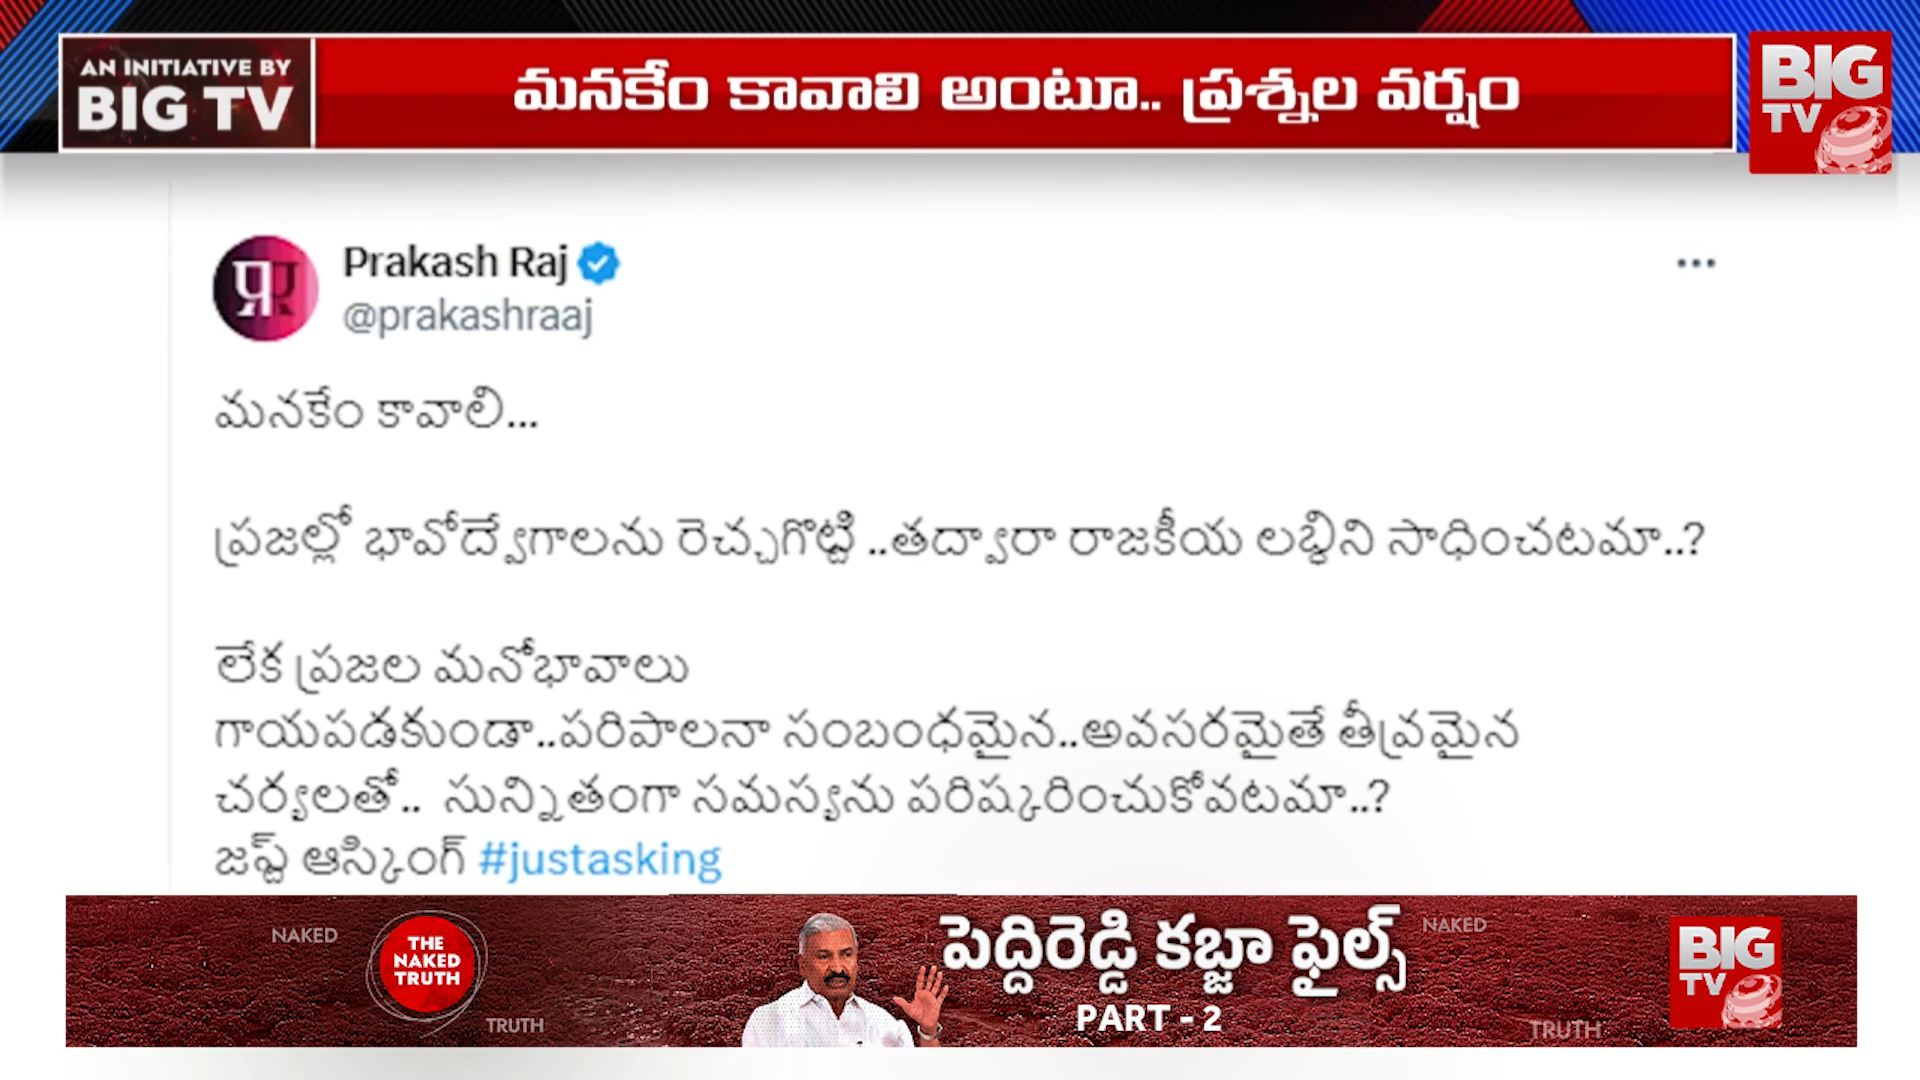 AN INITIATIVE BY
BIG TV
మనకేం కావాలి అంటూ.. ప్రశ్నల వర్షం
BIG
TV
Prakash Raj
@prakashraaj
మనకేం కావాలి...
ప్రజల్లో భావోద్వేగాలను రెచ్చగొట్టి ..తద్వారా రాజకీయ లబ్ధిని సాధించటమా..?
లేక ప్రజల మనోభావాలు
గాయపడకుండా..పరిపాలనా సంబంధమైన..అవసరమైతే తీవ్రమైన
చర్యలతో.. సున్నితంగా సమస్యను పరిష్కరించుకోవటమా..?
జస్ట్ ఆస్కింగ్ #justasking
NAKED
THE
NAKED
TRUTH
TRUTH
పెద్దిరెడ్డి కబ్జా ఫైల్స్
PART - 2
NAKED
TRUTH
BIG
TV